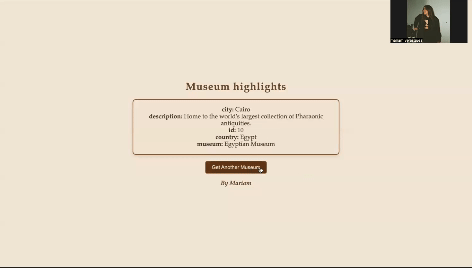 Museum highlights
city: Cairo
description: Home to the world's largest collection of Pharaonic
antiquities.
id: 10
country: Egypt
museum: Egyptian Museum
Get Another Museum
By Mariam